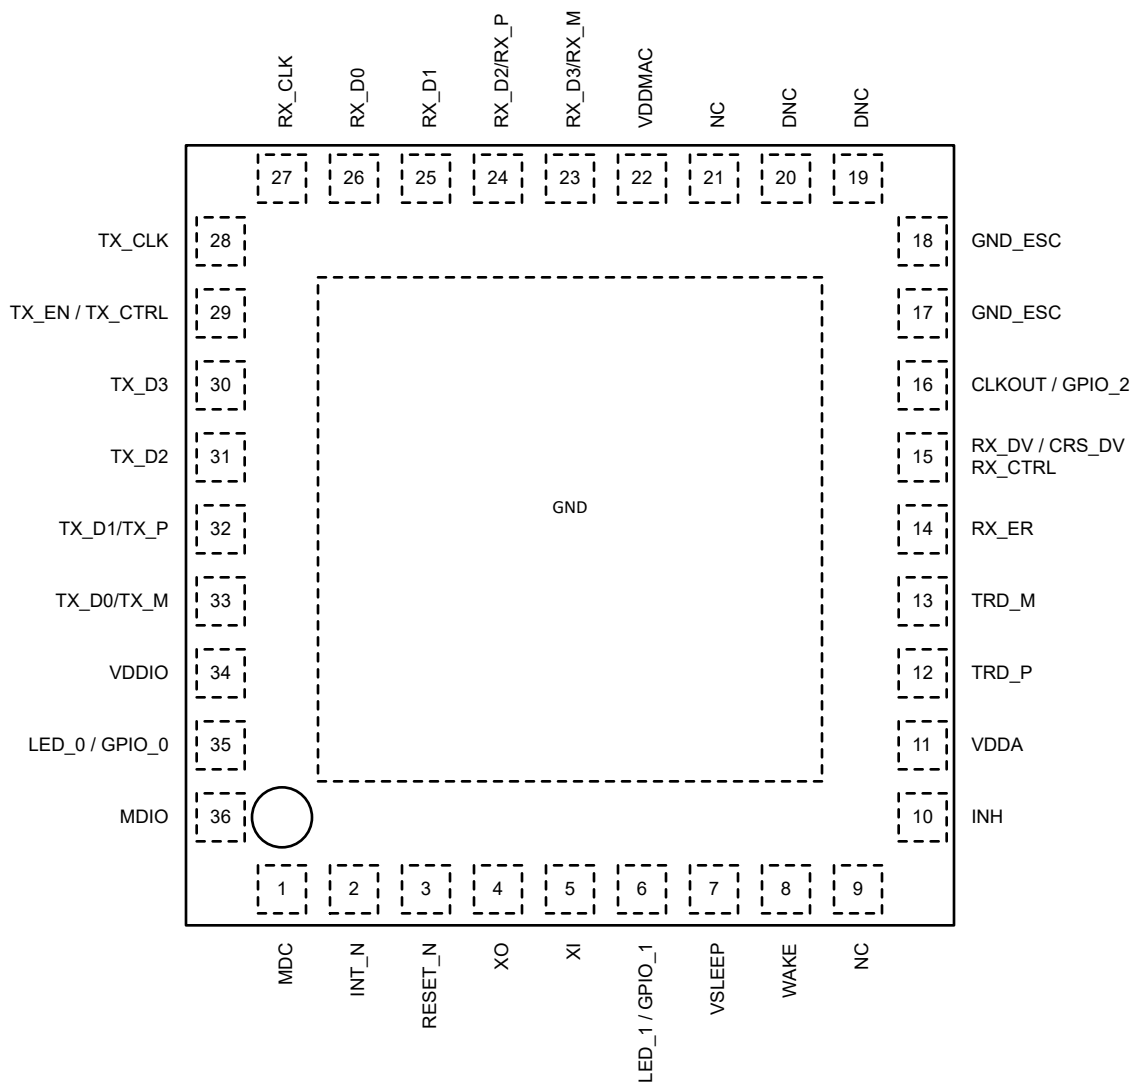 RX_CLK
RX_D0
RX_D1
RX_D2/RX_P
RX_D3/RX_M
VDDMAC
NC
DNC
DNC
27
26
25
24
23
22
21
20
19
TX_CLK
28
18
GND_ESC
TX_EN / TX_CTRL
29
17
GND_ESC
TX_D3
30
16
CLKOUT / GPIO_2
TX_D2
31
15
RX_DV / CRS_DV
RX_CTRL
GND
TX_D1/TX_P
32
14
RX_ER
TX_D0/TX_M
33
13
TRD_M
VDDIO
34
12
TRD_P
LED_0 / GPIO_0
35
11
VDDA
MDIO
36
10
INH
1
2
3
4
5
6
7
8
9
MDC
INT_N
RESET_N
XO
XI
LED_1 / GPIO_1
VSLEEP
WAKE
NC